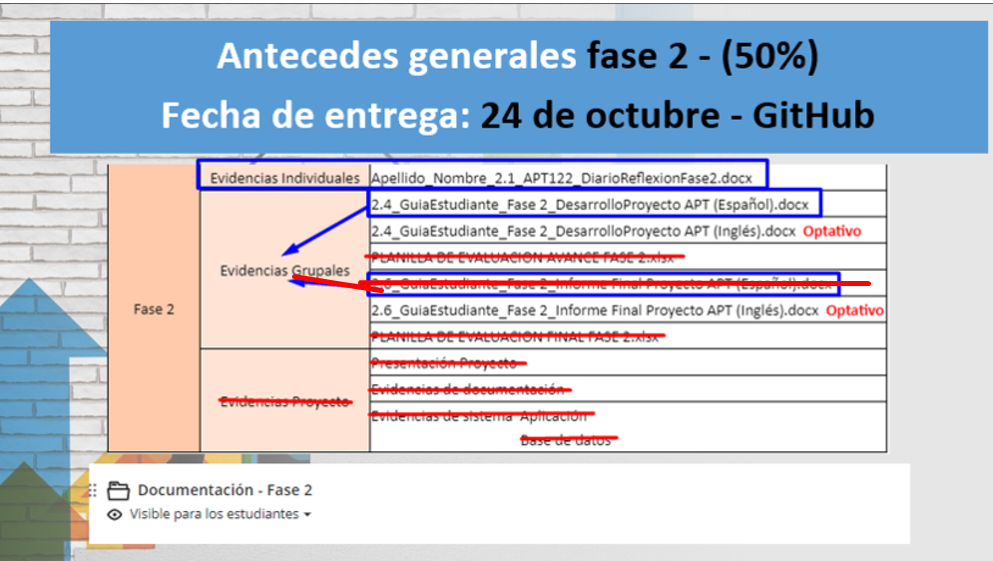 Antecedes generales fase 2 - (50%)
Fecha de entrega: 24 de octubre - GitHub
Evidencias Individuales Apellido_Nombre_2.1_APT122_DiarioReflexionFase2.docx
2.4_GuiaEstudiante_Fase 2_DesarrolloProyecto APT (Español).docx
2.4_GuiaEstudiante_Fase 2_DesarrolloProyecto APT (Inglés).docx Optativo
PLANILLA DE EVALUACION AVANCE FASE 2.xlsx
Evidencias Grupales
2.6_GuiaEstudiante_Fase 2_Informe Final Proyecto APT (Español).docx
Fase 2
2.6_GuiaEstudiante_Fase 2_Informe Final Proyecto APT (Inglés).docx Optativo
PLANILLA DE EVALUACION FINAL FASE 2.xlsx
Presentación Proyecto
Evidencias de documentación
Evidencias Proyecto
Evidencias de sistema Aplicación
Base de datos
Documentación - Fase 2
Visible para los estudiantes